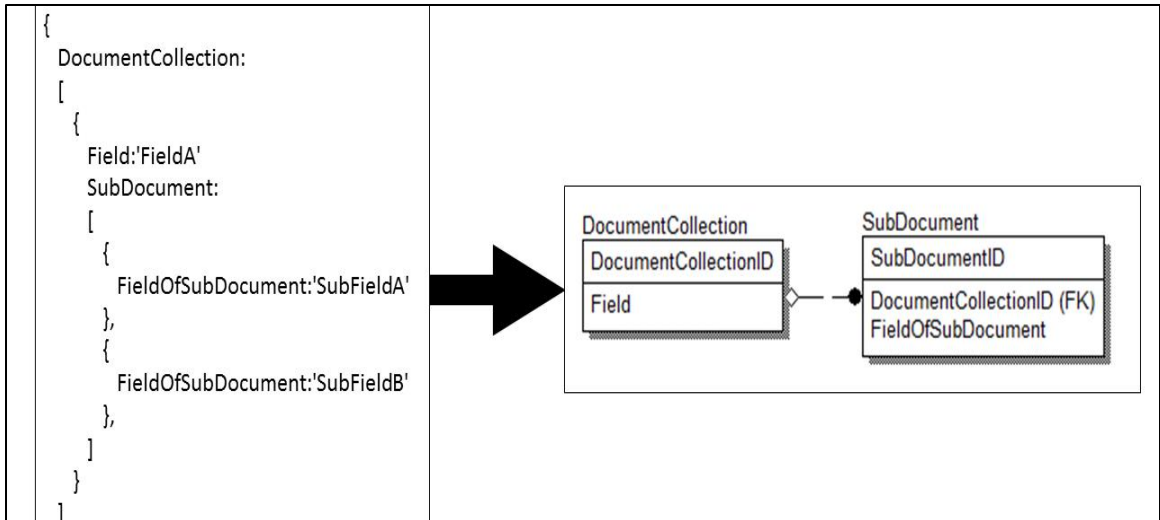 {
DocumentCollection:
[
{
Field:'FieldA'
SubDocument:
[
{
FieldOfSubDocument:'SubFieldA'
},
{
FieldOfSubDocument:'SubFieldB'
},
]
}
]
DocumentCollection
DocumentCollectionID
Field
SubDocument
SubDocumentID
DocumentCollectionID (FK)
FieldOfSubDocument